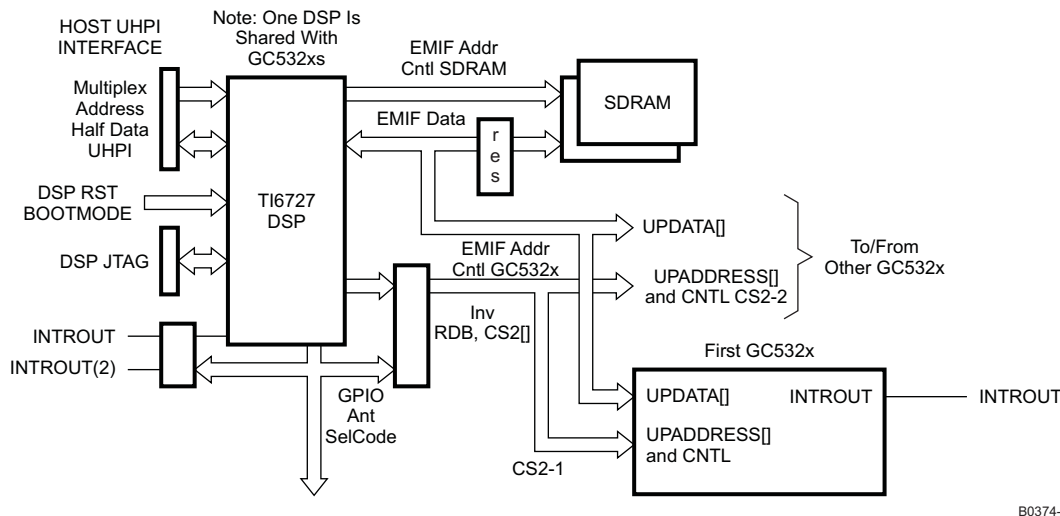 HOST UHPI
INTERFACE
Note: One DSP Is
Shared With
GC532xs
Multiplex
Address
Half Data
UHPI
EMIF Addr
Cntl SDRAM
SDRAM
EMIF Data
r
e
s
DSP RST
BOOTMODE
TI6727
DSP
UPDATA[]
To/From
Other GC532x
DSP JTAG
EMIF Addr
Cntl GC532x
UPADDRESS[]
and CNTL CS2-2
Inv
RDB, CS2[]
INTROUT
INTROUT(2)
First GC532x
GPIO
Ant
SelCode
UPDATA[]
INTROUT
INTROUT
UPADDRESS[]
and CNTL
CS2-1
B0374-